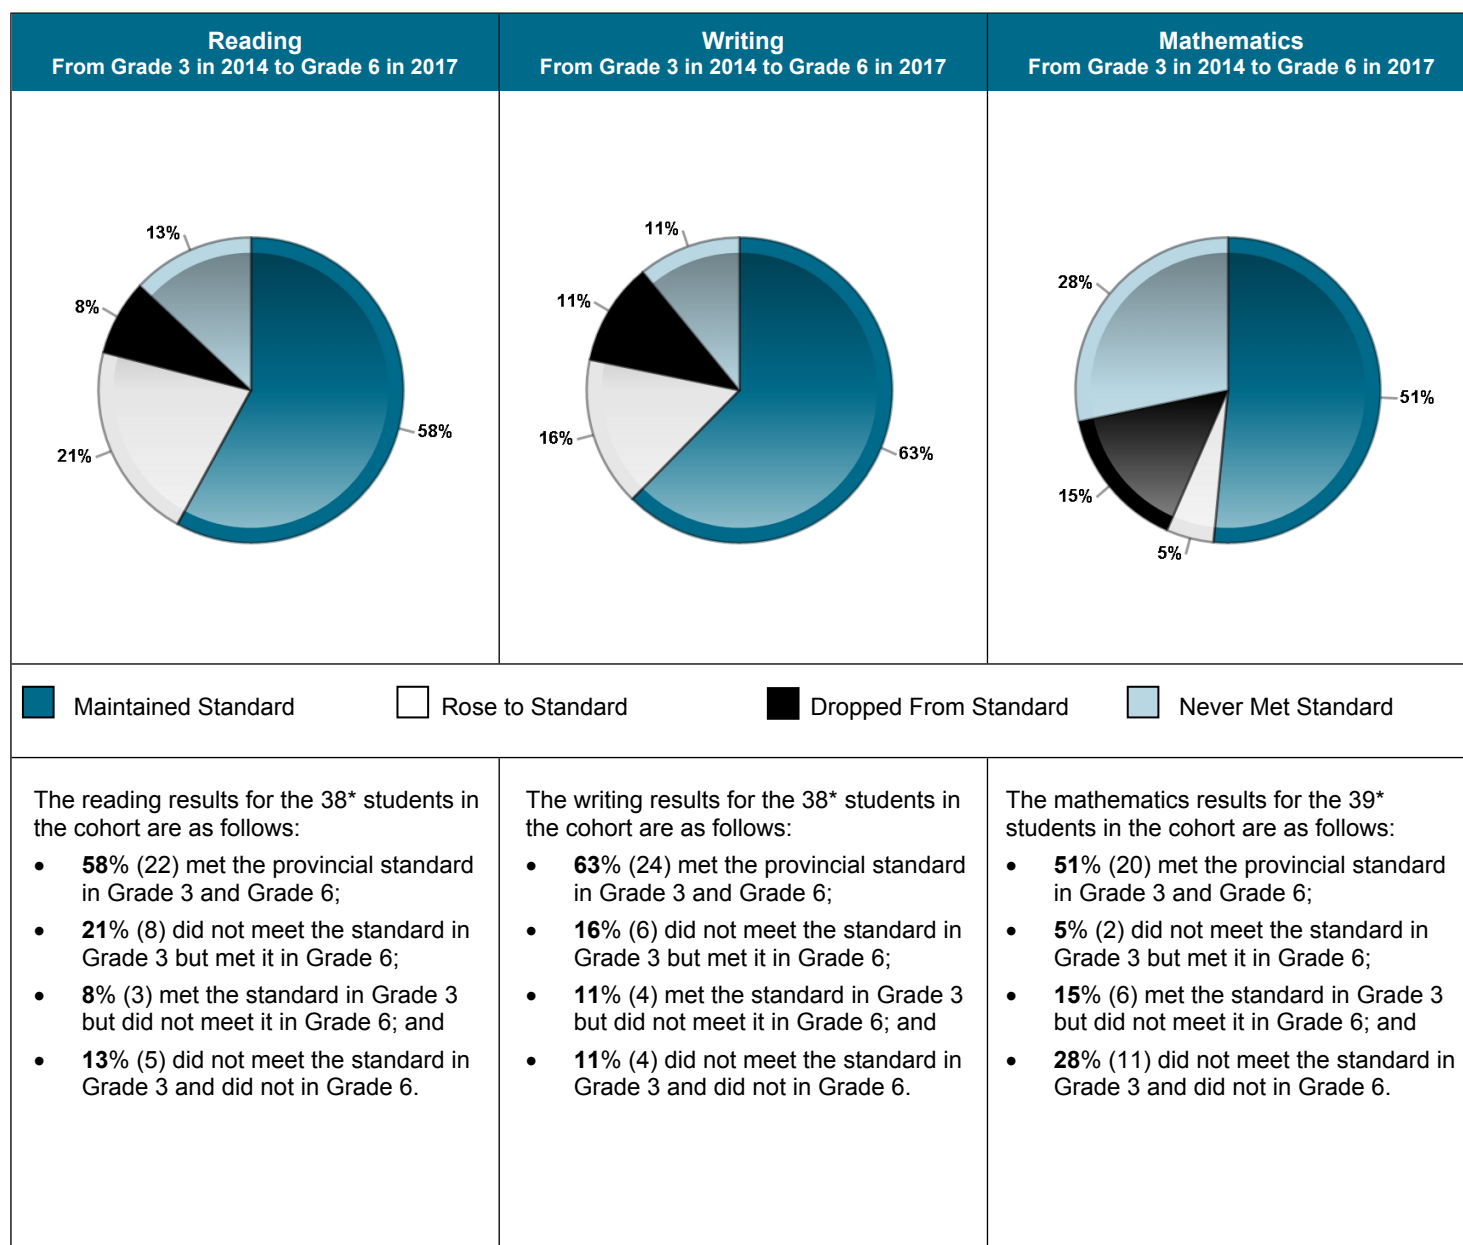 Reading
From Grade 3 in 2014 to Grade 6 in 2017
Writing
From Grade 3 in 2014 to Grade 6 in 2017
Mathematics
From Grade 3 in 2014 to Grade 6 in 2017
13%
8%
21%
58%
11%
11%
16%
63%
28%
15%
5%
51%
Maintained Standard
Rose to Standard
Dropped From Standard
Never Met Standard
The reading results for the 38* students in
the cohort are as follows:
• 58% (22) met the provincial standard
in Grade 3 and Grade 6;
• 21% (8) did not meet the standard in
Grade 3 but met it in Grade 6;
• 8% (3) met the standard in Grade 3
but did not meet it in Grade 6; and
• 13% (5) did not meet the standard in
Grade 3 and did not in Grade 6.
The writing results for the 38* students in
the cohort are as follows:
• 63% (24) met the provincial standard
in Grade 3 and Grade 6;
• 16% (6) did not meet the standard in
Grade 3 but met it in Grade 6;
• 11% (4) met the standard in Grade 3
but did not meet it in Grade 6; and
• 11% (4) did not meet the standard in
Grade 3 and did not in Grade 6.
The mathematics results for the 39*
students in the cohort are as follows:
• 51% (20) met the provincial standard
in Grade 3 and Grade 6;
• 5% (2) did not meet the standard in
Grade 3 but met it in Grade 6;
• 15% (6) met the standard in Grade 3
but did not meet it in Grade 6; and
• 28% (11) did not meet the standard in
Grade 3 and did not in Grade 6.